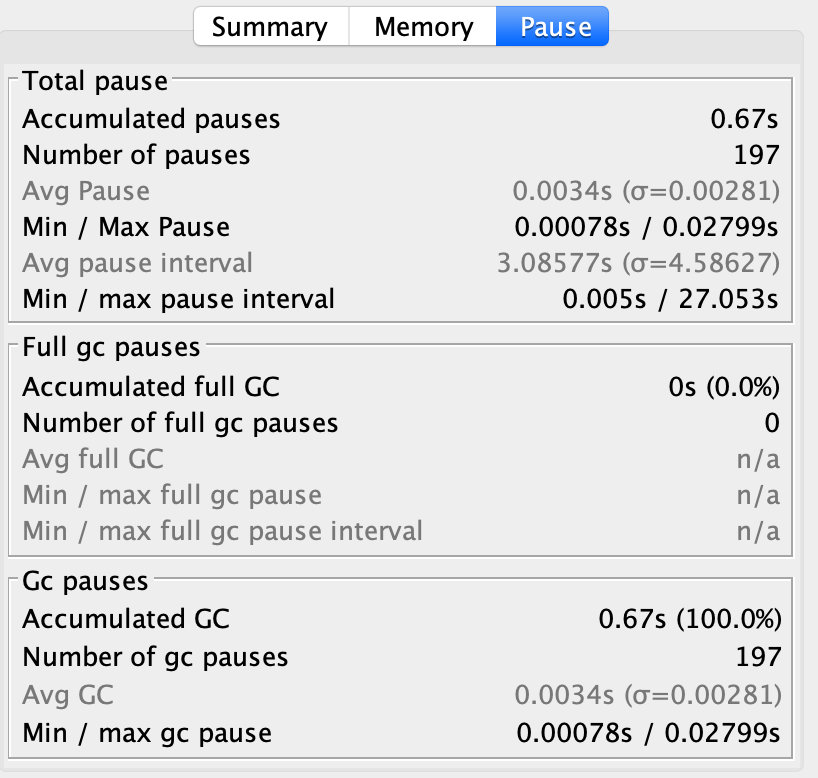 Summary Memory Pause
Total pause
Accumulated pauses 0.67s
Number of pauses 197
Avg Pause 0.0034s (σ=0.00281)
Min / Max Pause 0.00078s / 0.02799s
Avg pause interval 3.08577s (σ=4.58627)
Min / max pause interval 0.005s / 27.053s
Full gc pauses
Accumulated full GC 0s (0.0%)
Number of full gc pauses 0
Avg full GC n/a
Min / max full gc pause n/a
Min / max full gc pause interval n/a
Gc pauses
Accumulated GC 0.67s (100.0%)
Number of gc pauses 197
Avg GC 0.0034s (σ=0.00281)
Min / max gc pause 0.00078s / 0.02799s